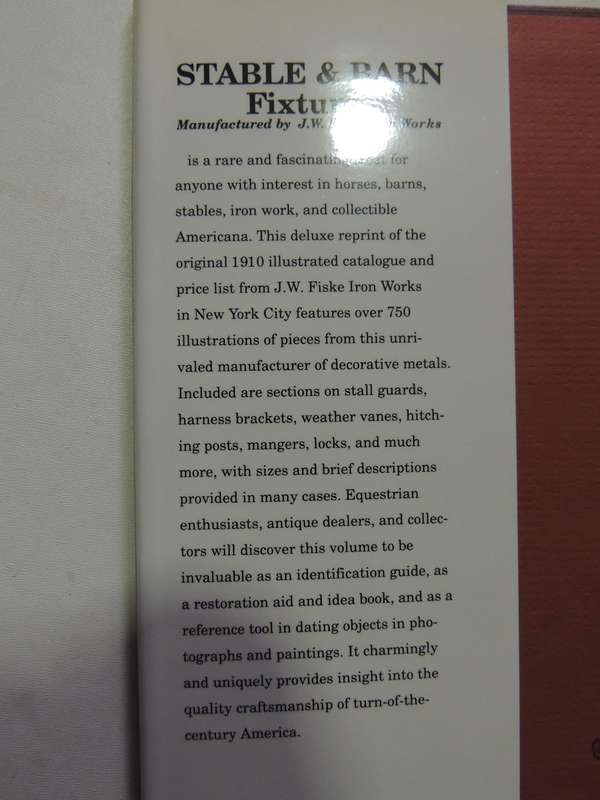 STABLE & BARN
Fixtures
Manufactured by J.W. Works
is a rare and fascinating for
anyone with interest in horses, barns,
stables, iron work, and collectible
Americana. This deluxe reprint of the
original 1910 illustrated catalogue and
price list from J.W. Fiske Iron Works
in New York City features over 750
illustrations of pieces from this unri-
valed manufacturer of decorative metals.
Included are sections on stall guards,
harness brackets, weather vanes, hitch-
ing posts, mangers, locks, and much
more, with sizes and brief descriptions
provided in many cases. Equestrian
enthusiasts, antique dealers, and collec-
tors will discover this volume to be
invaluable as an identification guide, as
a restoration aid and idea book, and as a
reference tool in dating objects in pho-
tographs and paintings. It charmingly
and uniquely provides insight into the
quality craftsmanship of turn-of-the-
century America.